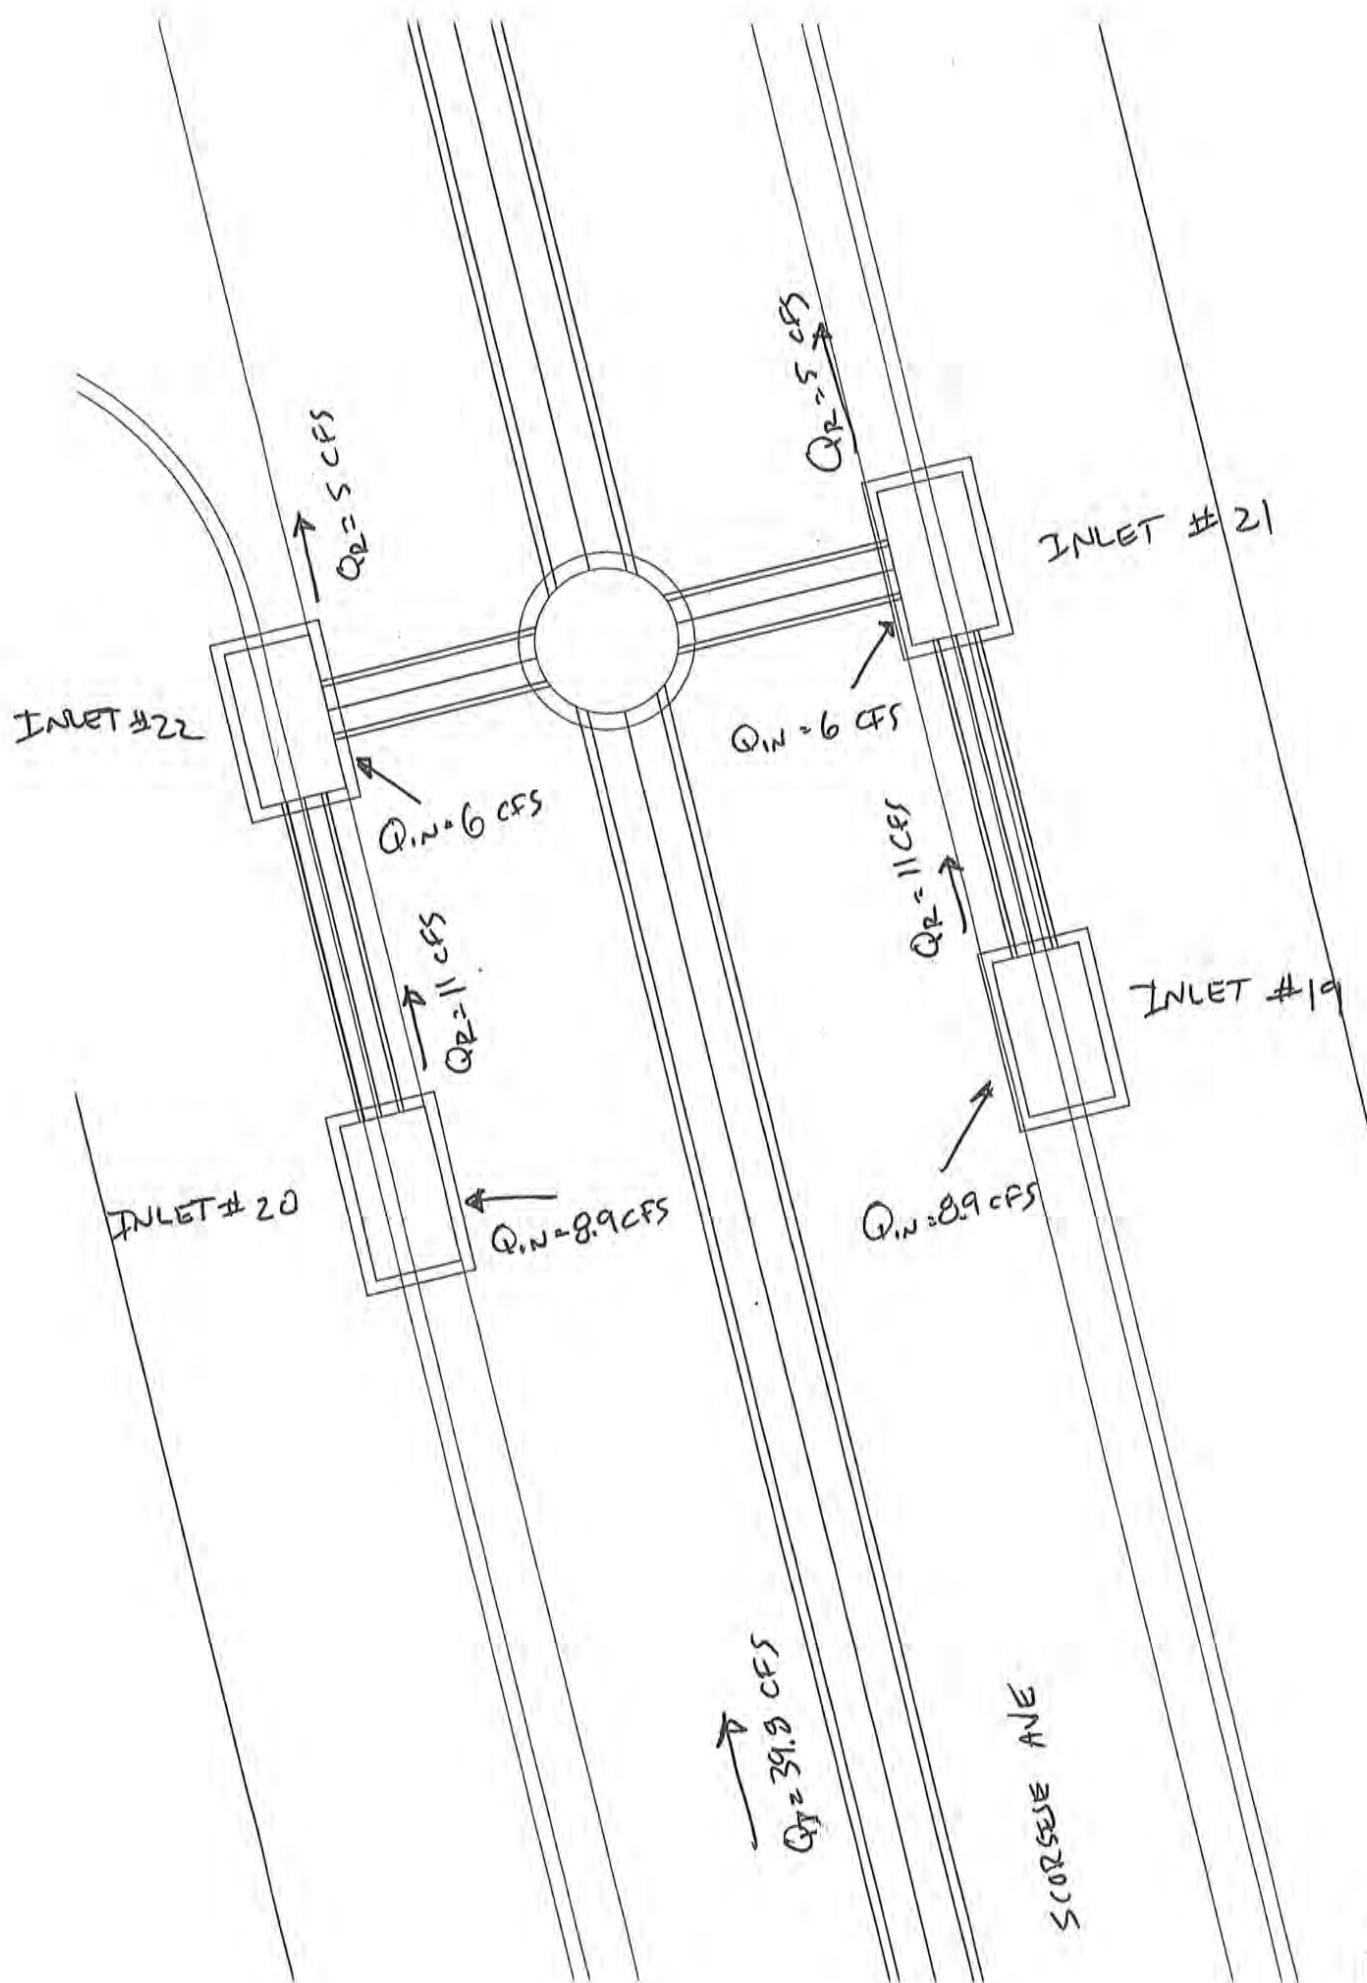 QR = 5 CFS
QR = 5 CFS
INLET # 21
INLET #22
QIN = 6 CFS
QIN = 6 CFS
QR = 11 CFS
QR = 11 CFS
INLET #19
INLET # 20
QIN = 8.9 CFS
QIN = 8.9 CFS
QT = 39.8 CFS
SCORSESE AVE